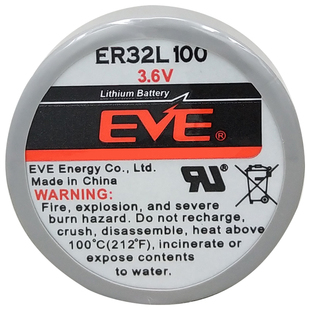 ER32L100
3.6V
Lithium Battery
EVE®
EVE Energy Co., Ltd.
Made in China
WARNING:
Fire, explosion, and severe
burn hazard. Do not recharge,
crush, disassemble, heat above
100°C(212°F), incinerate or
expose contents
to water.